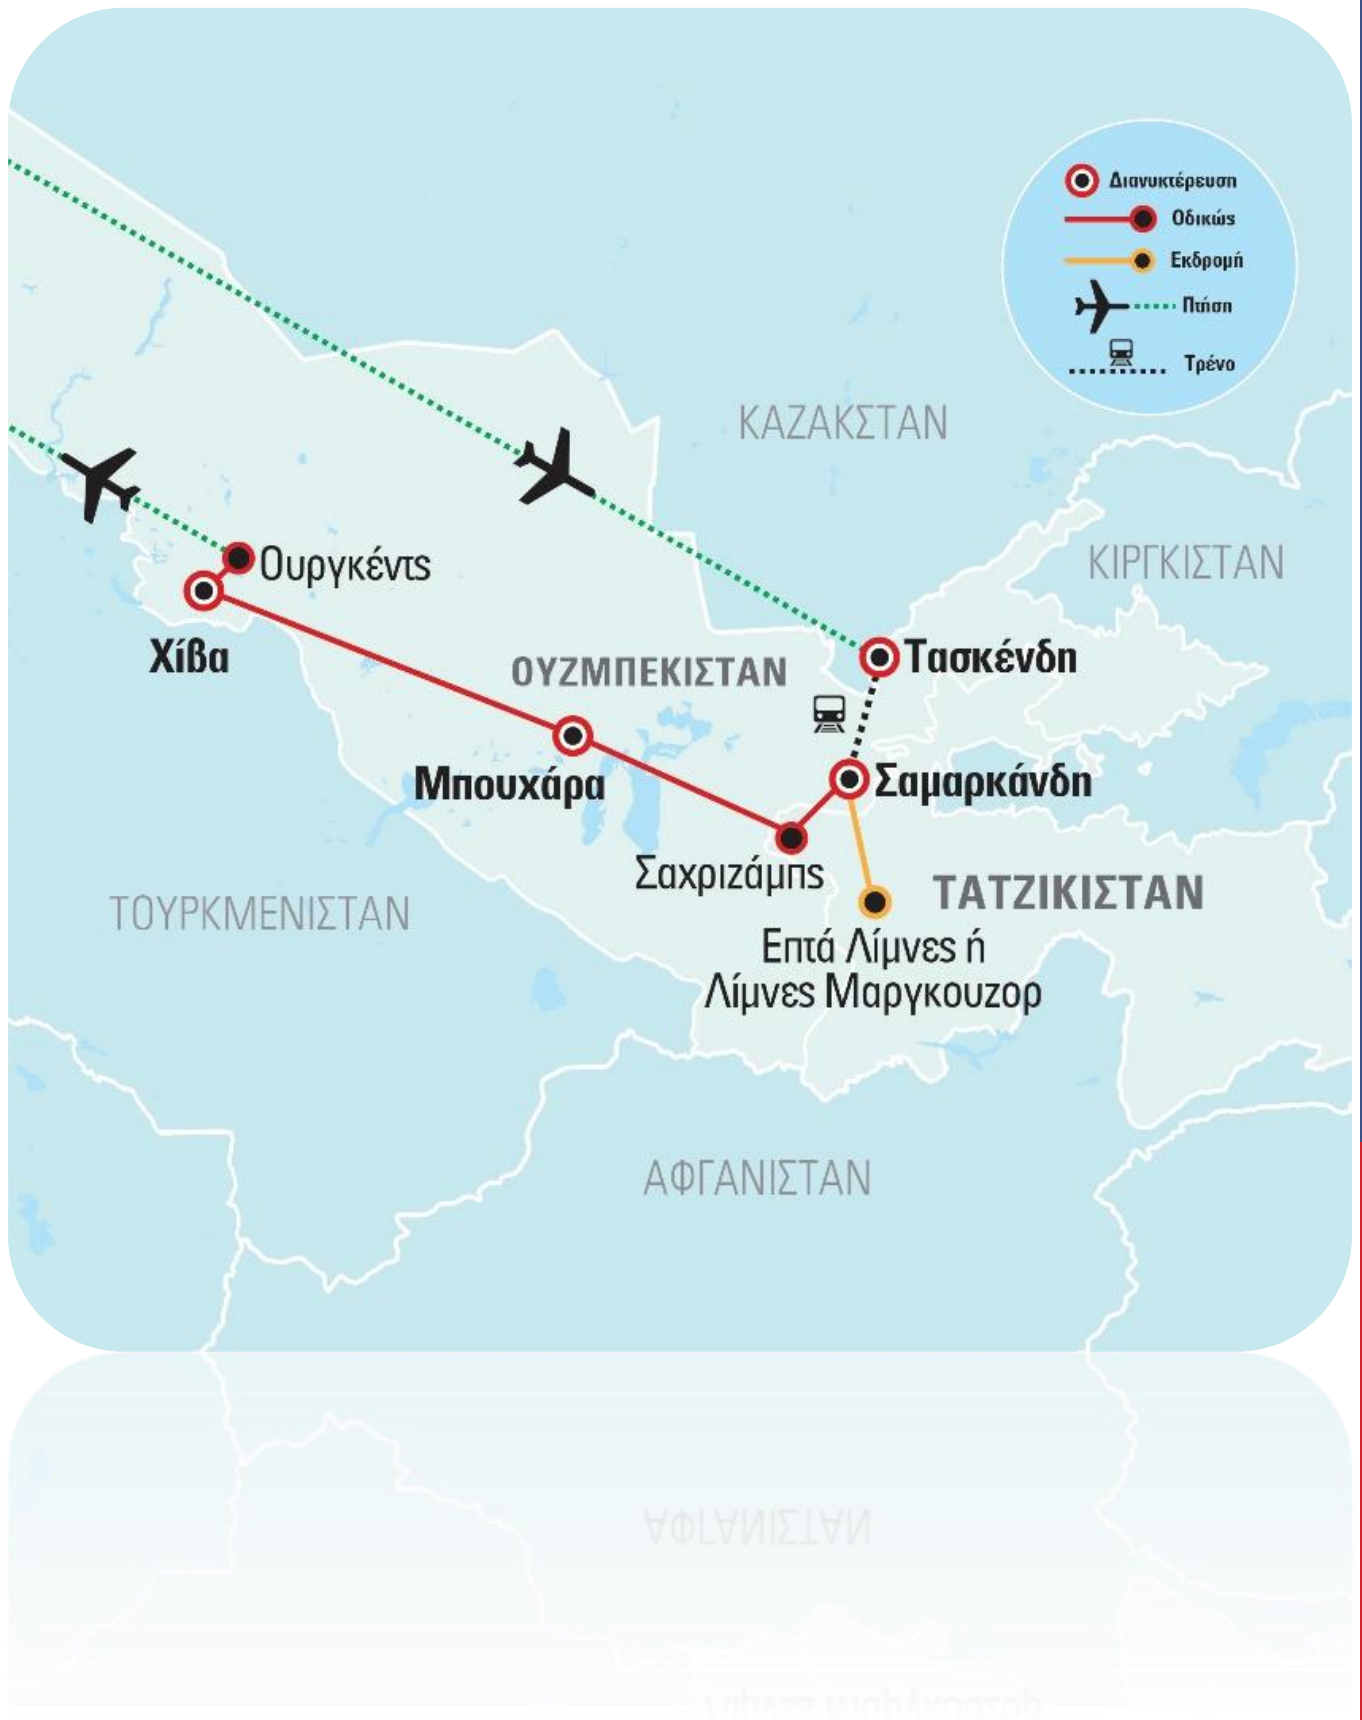 Διανυκτέρευση
Οδικώς
Εκδρομή
Πτήση
Τρένο
ΚΑΖΑΚΣΤΑΝ
ΚΙΡΓΚΙΣΤΑΝ
Ουργκέντς
Χίβα
ΟΥΖΜΠΕΚΙΣΤΑΝ
Τασκένδη
Μπουχάρα
Σαμαρκάνδη
Σαχριζάμπς
ΤΑΤΖΙΚΙΣΤΑΝ
ΤΟΥΡΚΜΕΝΙΣΤΑΝ
Επτά Λίμνες ή
Λίμνες Μαργκουζορ
ΑΦΓΑΝΙΣΤΑΝ